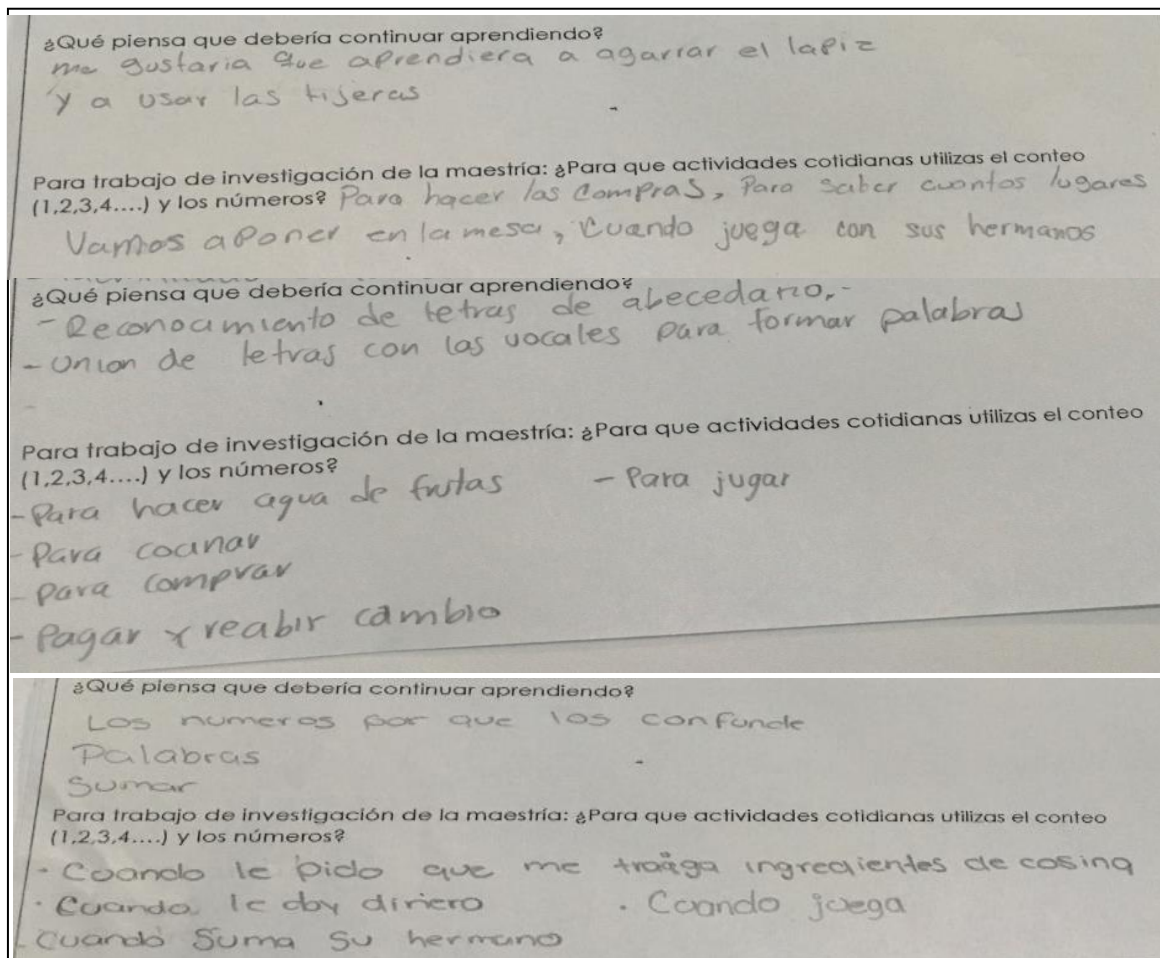 ¿Qué piensa que debería continuar aprendiendo?
me gustaria que aprendiera a agarrar el lapiz
y a usar las tijeras
Para trabajo de investigación de la maestría: ¿Para que actividades cotidianas utilizas el conteo
(1,2,3,4....) y los números? Para hacer las compras, Para saber cuantos lugares
Vamos a poner en la mesa, Cuando juega con sus hermanos
¿Qué piensa que debería continuar aprendiendo?
- Reconocimiento de letras de abecedario.-
- Union de letras con las vocales para formar palabras
Para trabajo de investigación de la maestría: ¿Para que actividades cotidianas utilizas el conteo
(1,2,3,4....) y los números?
- Para hacer agua de frutas - Para jugar
- Para cocinar
- Para comprar
- Pagar y recibir cambio
¿Qué piensa que debería continuar aprendiendo?
Los numeros por que los confunde
Palabras
Sumar
Para trabajo de investigación de la maestría: ¿Para que actividades cotidianas utilizas el conteo
(1,2,3,4....) y los números?
· Coando le pido que me traiga ingredientes de cosina
· Cuando le doy dinero · Coando juega
- Cuando Suma su hermano